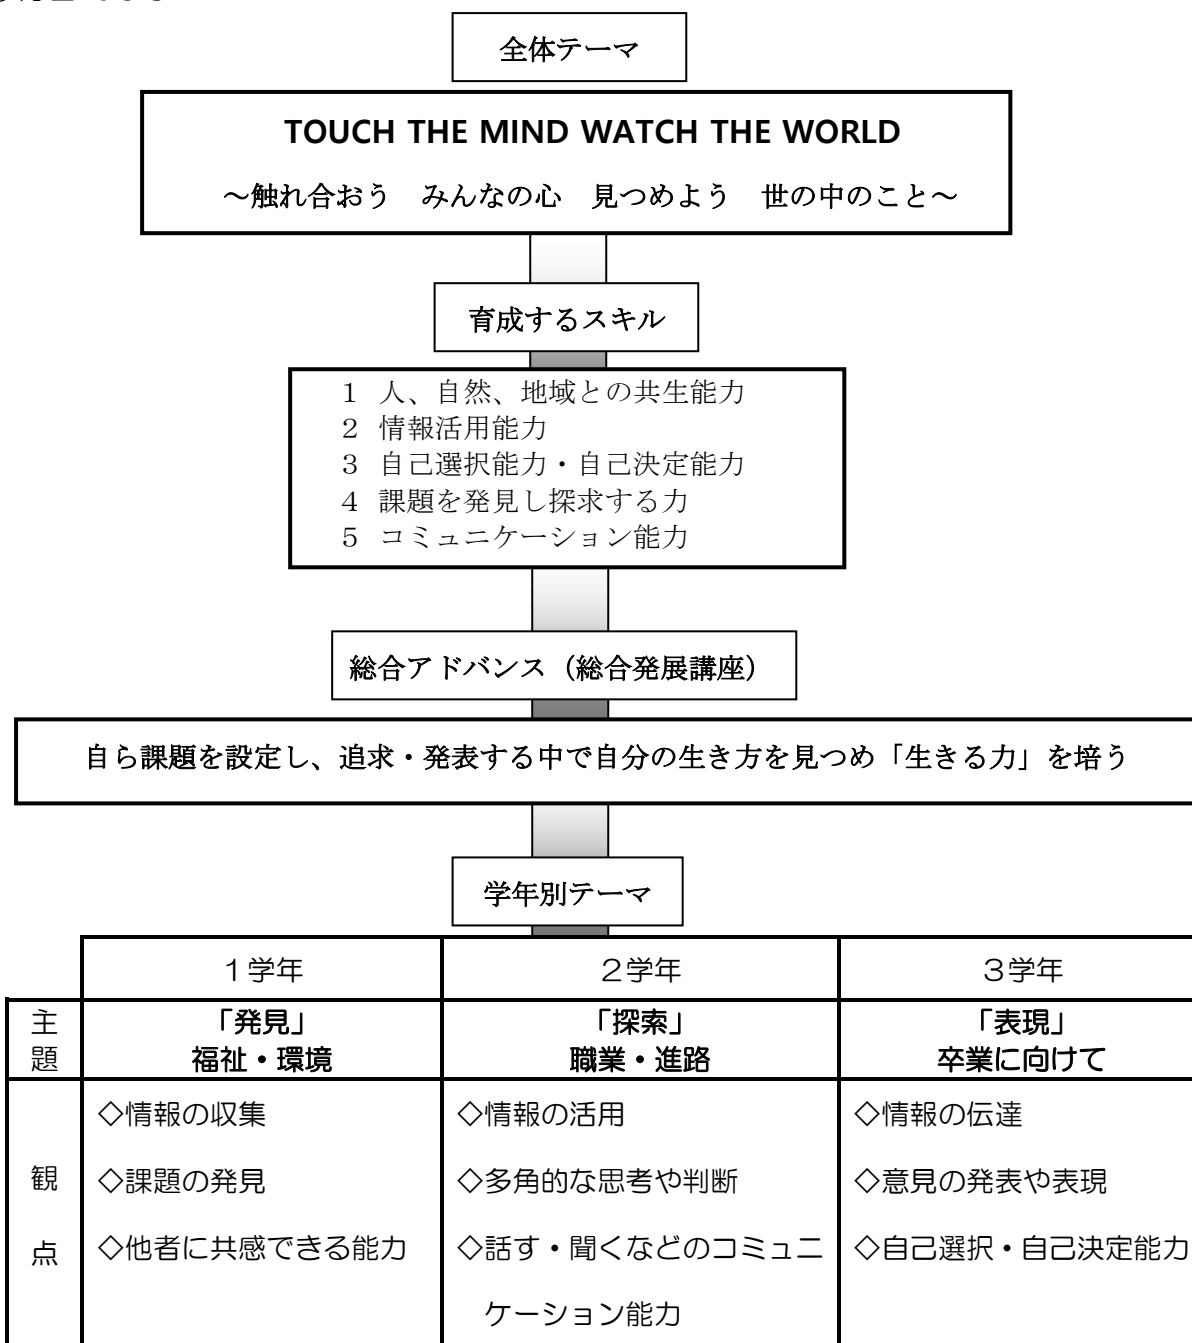 全体テーマ
TOUCH THE MIND WATCH THE WORLD
～触れ合おう　みんなの心　見つめよう　世の中のこと～
育成するスキル
１ 人、自然、地域との共生能力
２ 情報活用能力
３ 自己選択能力・自己決定能力
４ 課題を発見し探求する力
５ コミュニケーション能力
総合アドバンス（総合発展講座）
自ら課題を設定し、追求・発表する中で自分の生き方を見つめ「生きる力」を培う
学年別テーマ
１学年　２学年　３学年
主題
「発見」　「探索」　「表現」
福祉・環境　職業・進路　卒業に向けて
観点
◇情報の収集　◇情報の活用　◇情報の伝達
◇課題の発見　◇多角的な思考や判断　◇意見の発表や表現
◇他者に共感できる能力　◇話す・聞くなどのコミュニ　◇自己選択・自己決定能力
ケーション能力